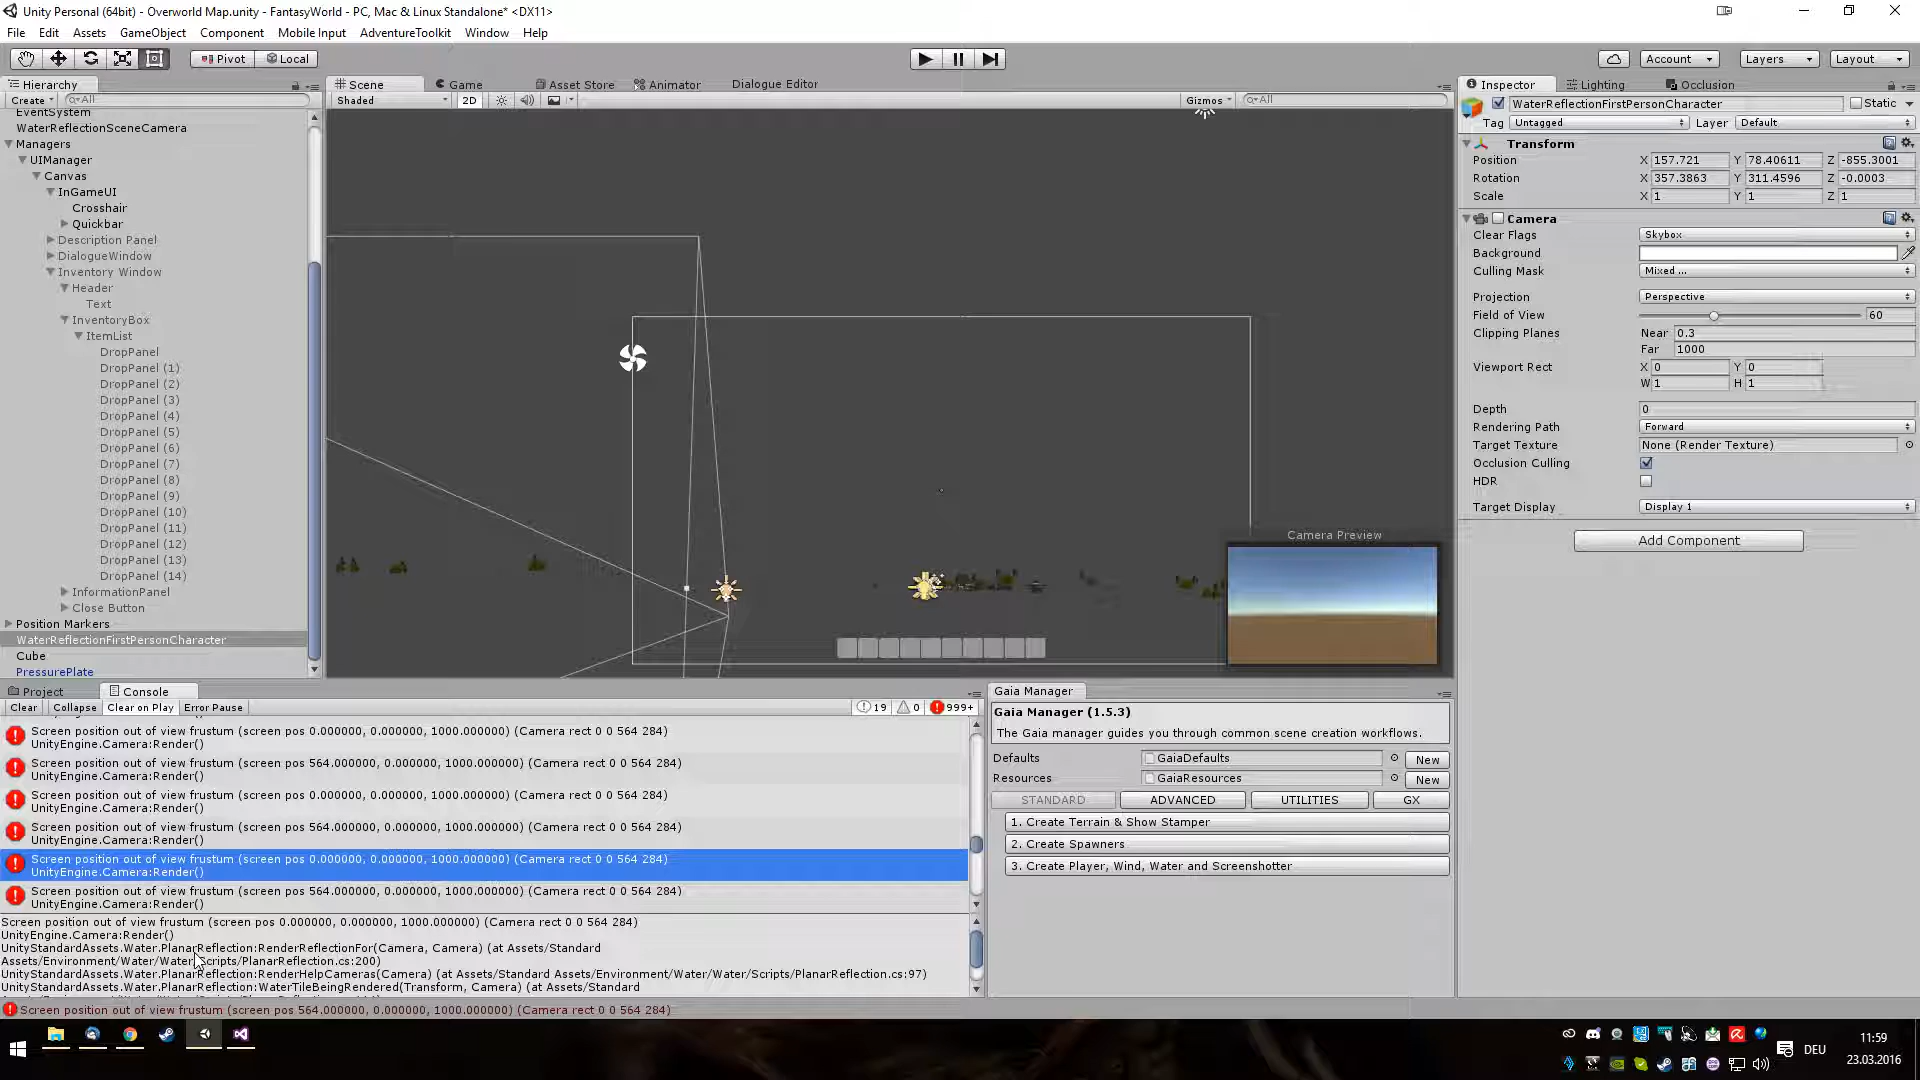 Unity Personal (64bit) - Overworld Map.unity - FantasyWorld - PC, Mac & Linux Standalone* <DX11>
File Edit Assets GameObject Component Mobile Input AdventureToolkit Window Help
Pivot Local Account Layers Layout
Hierarchy
Create All
EventSystem
WaterReflectionSceneCamera
Managers
UIManager
Canvas
InGameUI
Crosshair
Quickbar
Description Panel
DialogueWindow
Inventory Window
Header
Text
InventoryBox
ItemList
DropPanel
DropPanel (1)
DropPanel (2)
DropPanel (3)
DropPanel (4)
DropPanel (5)
DropPanel (6)
DropPanel (7)
DropPanel (8)
DropPanel (9)
DropPanel (10)
DropPanel (11)
DropPanel (12)
DropPanel (13)
DropPanel (14)
InformationPanel
Close Button
Position Markers
WaterReflectionFirstPersonCharacter
Cube
PressurePlate
Scene Game Asset Store Animator Dialogue Editor
Shaded 2D Gizmos All
Camera Preview
Inspector Lighting Occlusion
WaterReflectionFirstPersonCharacter Static
Tag Untagged Layer Default
Transform
Position X 157.721 Y 78.40611 Z -855.3001
Rotation X 357.3863 Y 311.4596 Z -0.0003
Scale X 1 Y 1 Z 1
Camera
Clear Flags Skybox
Background
Culling Mask Mixed ...
Projection Perspective
Field of View 60
Clipping Planes Near 0.3
Far 1000
Viewport Rect X 0 Y 0
W 1 H 1
Depth 0
Rendering Path Forward
Target Texture None (Render Texture)
Occlusion Culling
HDR
Target Display Display 1
Add Component
Project Console
Clear Collapse Clear on Play Error Pause 19 0 999+
Screen position out of view frustum (screen pos 0.000000, 0.000000, 1000.000000) (Camera rect 0 0 564 284)
UnityEngine.Camera:Render()
Screen position out of view frustum (screen pos 564.000000, 0.000000, 1000.000000) (Camera rect 0 0 564 284)
UnityEngine.Camera:Render()
Screen position out of view frustum (screen pos 0.000000, 0.000000, 1000.000000) (Camera rect 0 0 564 284)
UnityEngine.Camera:Render()
Screen position out of view frustum (screen pos 564.000000, 0.000000, 1000.000000) (Camera rect 0 0 564 284)
UnityEngine.Camera:Render()
Screen position out of view frustum (screen pos 0.000000, 0.000000, 1000.000000) (Camera rect 0 0 564 284)
UnityEngine.Camera:Render()
Screen position out of view frustum (screen pos 564.000000, 0.000000, 1000.000000) (Camera rect 0 0 564 284)
UnityEngine.Camera:Render()
Screen position out of view frustum (screen pos 0.000000, 0.000000, 1000.000000) (Camera rect 0 0 564 284)
UnityEngine.Camera:Render()
UnityStandardAssets.Water.PlanarReflection:RenderReflectionFor(Camera, Camera) (at Assets/Standard
Assets/Environment/Water/Water/Scripts/PlanarReflection.cs:200)
UnityStandardAssets.Water.PlanarReflection:RenderHelpCameras(Camera) (at Assets/Standard Assets/Environment/Water/Water/Scripts/PlanarReflection.cs:97)
UnityStandardAssets.Water.PlanarReflection:WaterTileBeingRendered(Transform, Camera) (at Assets/Standard
Screen position out of view frustum (screen pos 564.000000, 0.000000, 1000.000000) (Camera rect 0 0 564 284)
Gaia Manager
Gaia Manager (1.5.3)
The Gaia manager guides you through common scene creation workflows.
Defaults GaiaDefaults New
Resources GaiaResources New
STANDARD ADVANCED UTILITIES GX
1. Create Terrain & Show Stamper
2. Create Spawners
3. Create Player, Wind, Water and Screenshotter
DEU
11:59
23.03.2016